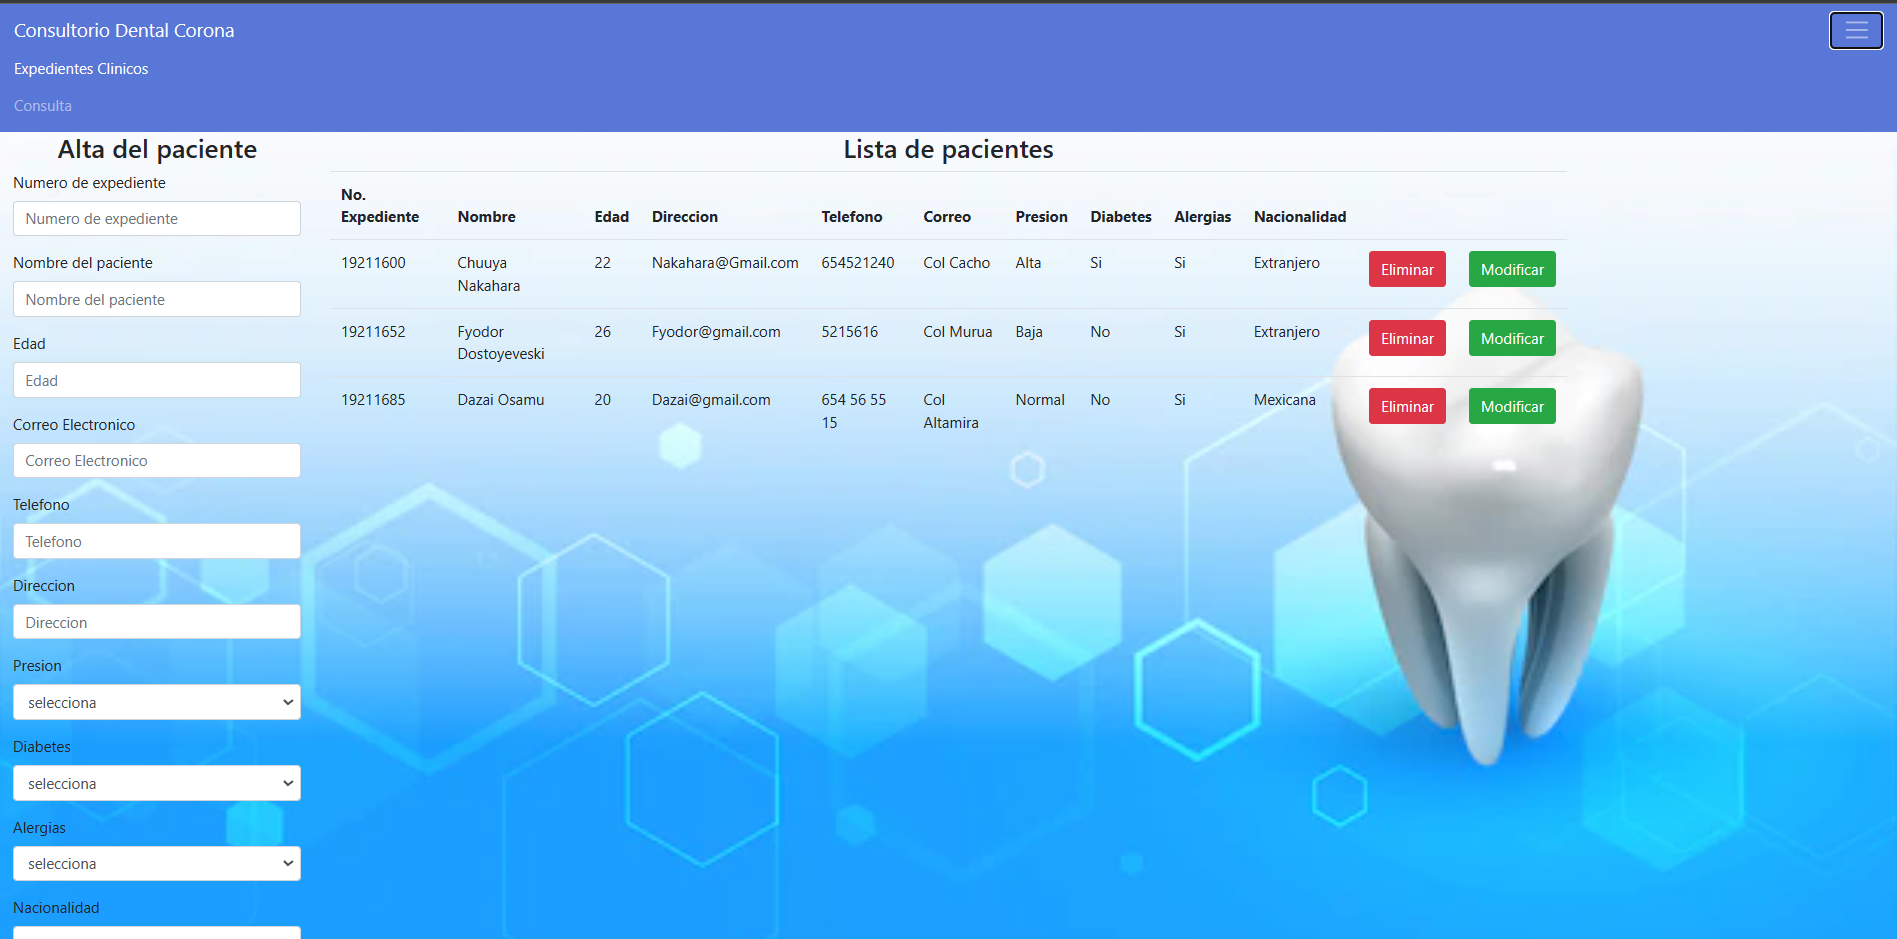 Consultorio Dental Corona
Expedientes Clinicos
Consulta
Alta del paciente
Numero de expediente
Numero de expediente
Nombre del paciente
Nombre del paciente
Edad
Edad
Correo Electronico
Correo Electronico
Telefono
Telefono
Direccion
Direccion
Presion
selecciona
Diabetes
selecciona
Alergias
selecciona
Nacionalidad
Lista de pacientes
No.
Expediente Nombre Edad Direccion Telefono Correo Presion Diabetes Alergias Nacionalidad
19211600 Chuuya 22 Nakahara@Gmail.com 654521240 Col Cacho Alta Si Si Extranjero Eliminar Modificar
Nakahara
19211652 Fyodor 26 Fyodor@gmail.com 5215616 Col Murua Baja No Si Extranjero Eliminar Modificar
Dostoyeveski
19211685 Dazai Osamu 20 Dazai@gmail.com 654 56 55 Col Normal No Si Mexicana Eliminar Modificar
15 Altamira